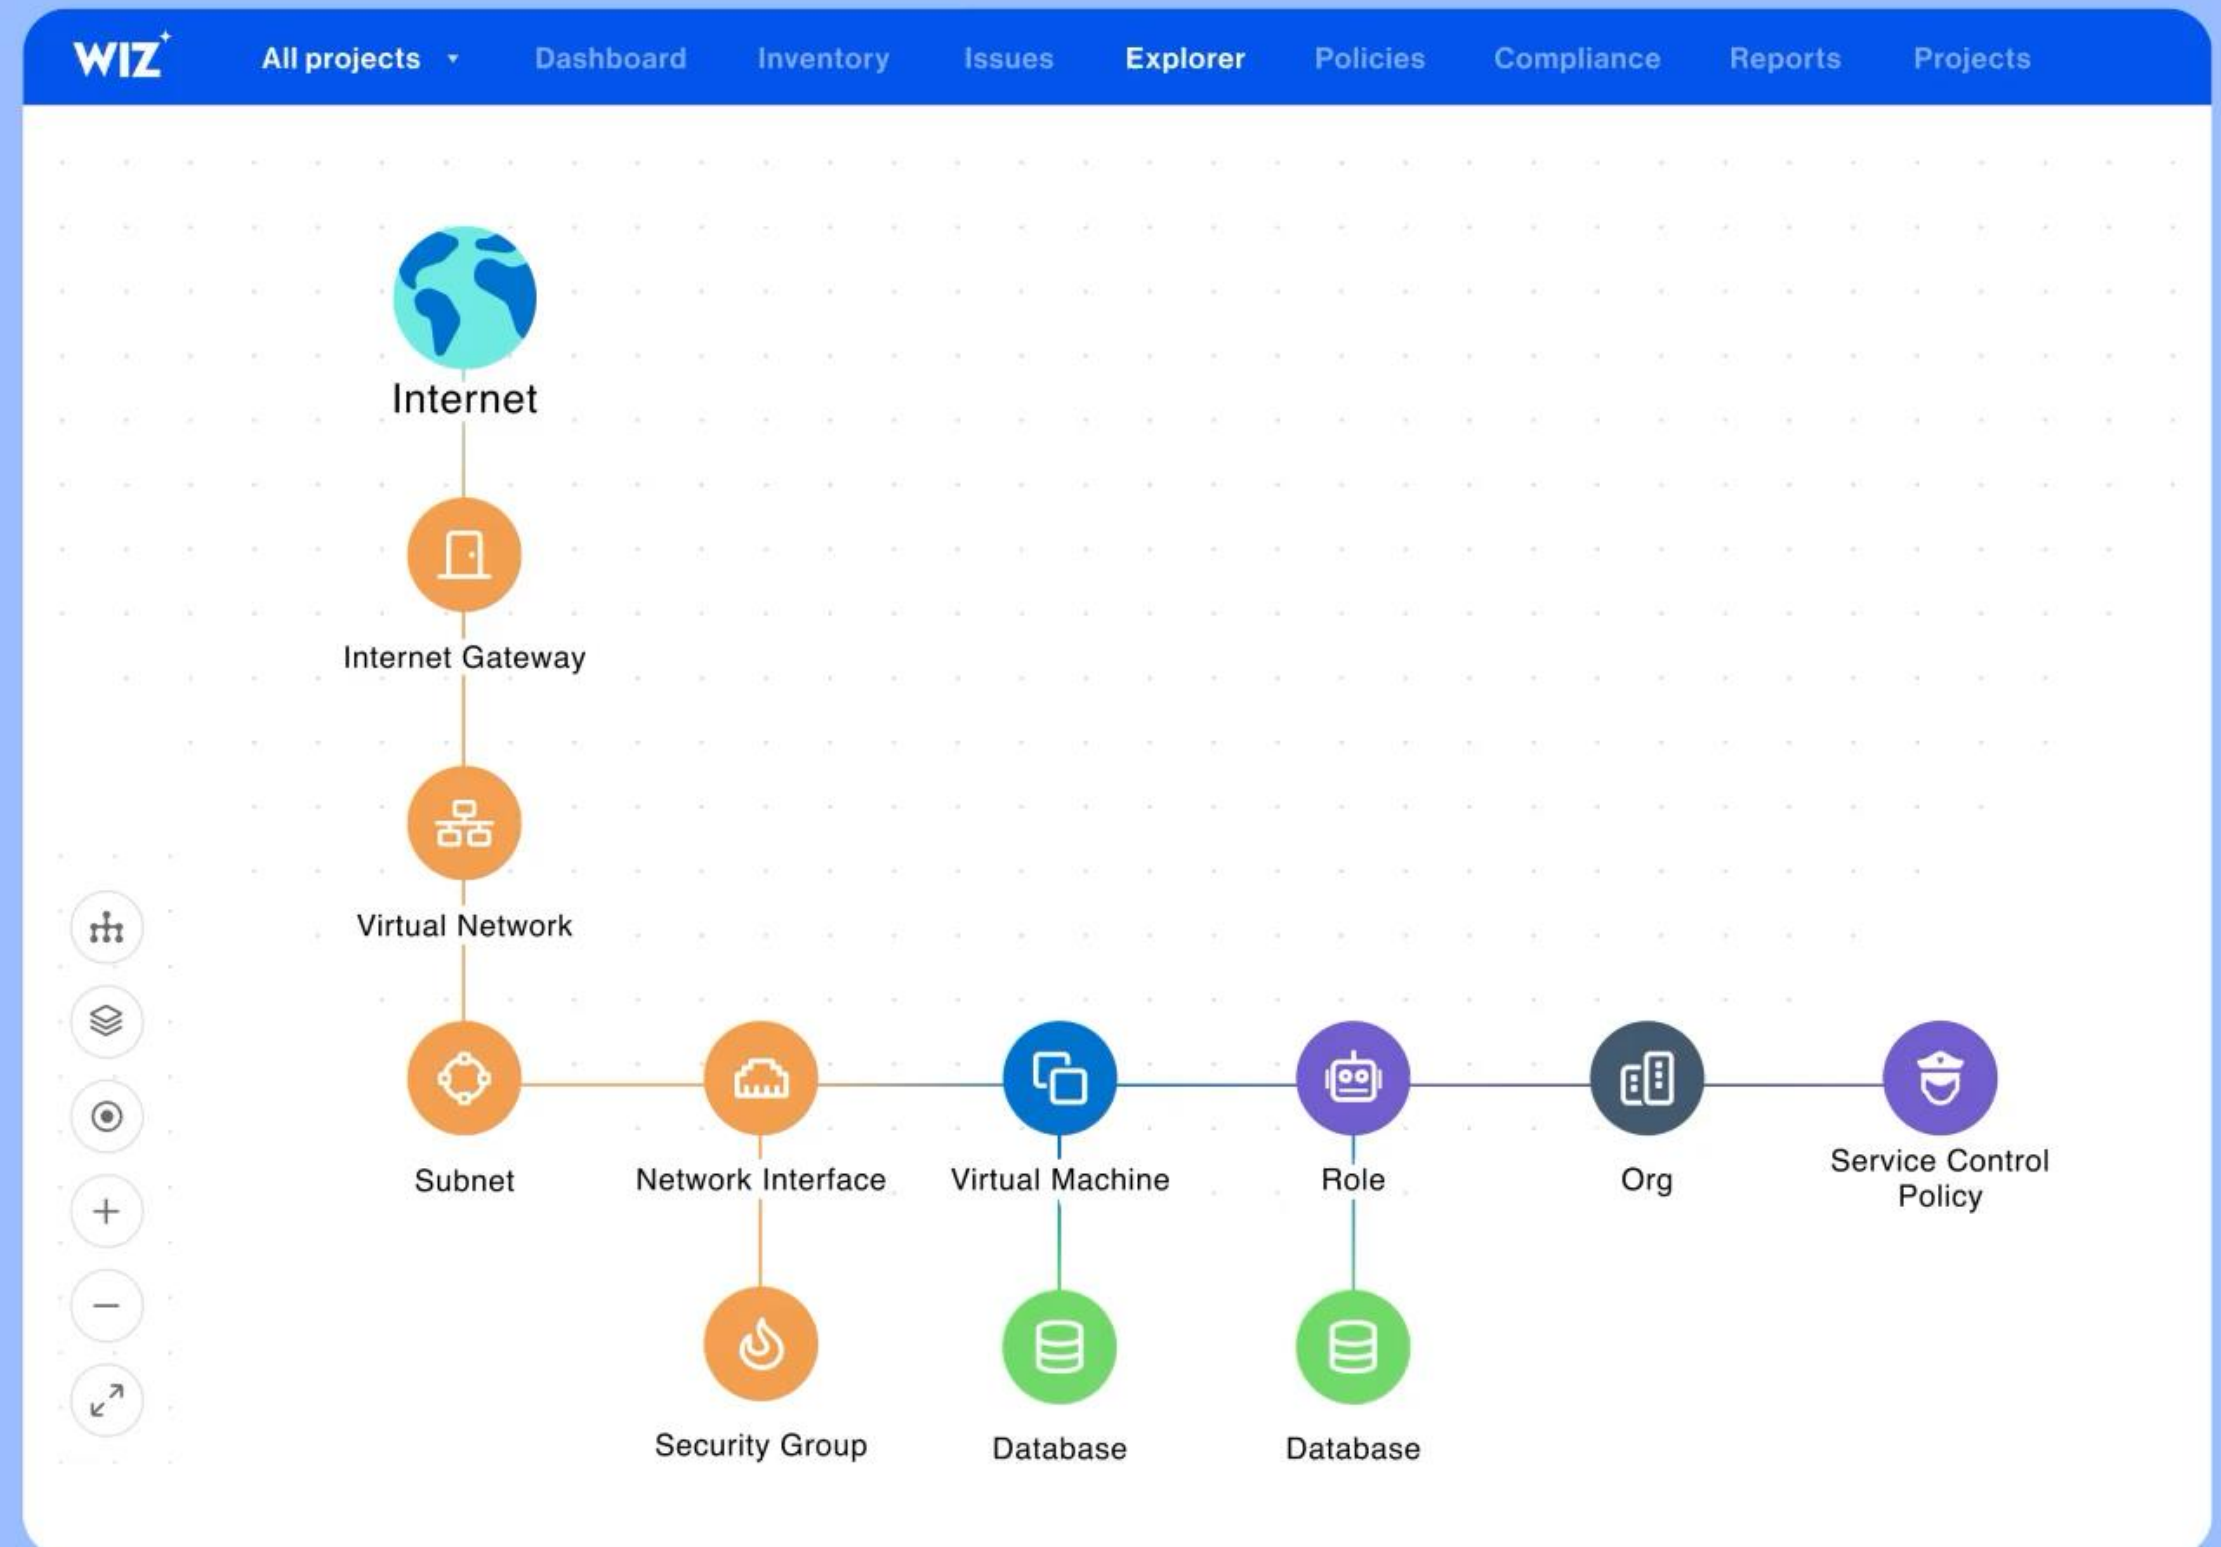 WIZ
All projects
Dashboard
Inventory
Issues
Explorer
Policies
Compliance
Reports
Projects
Internet
Internet Gateway
Virtual Network
Subnet
Network Interface
Virtual Machine
Role
Org
Service Control
Policy
Security Group
Database
Database